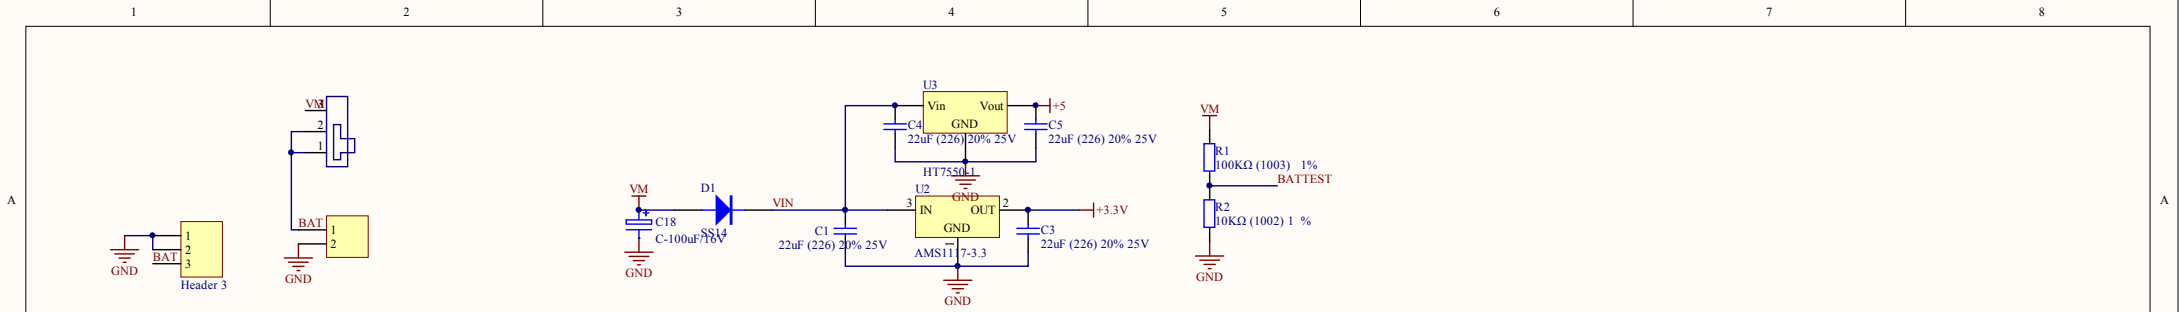 1 2 3 4 5 6 7 8
A
A
VM
3
2
1
BAT
1
2
GND
1
2
BAT
3
GND
Header 3
VM
C18
C-100uF/16V
GND
D1
SS14
VIN
U3
Vin
Vout
GND
+5
C4
22uF (226) 20% 25V
C5
22uF (226) 20% 25V
HT7550-1
GND
U2
3
IN
OUT
2
GND
1
+3.3V
C1
22uF (226) 20% 25V
C3
22uF (226) 20% 25V
AMS1117-3.3
GND
VM
R1
100KΩ (1003) 1%
BATTEST
R2
10KΩ (1002) 1 %
GND